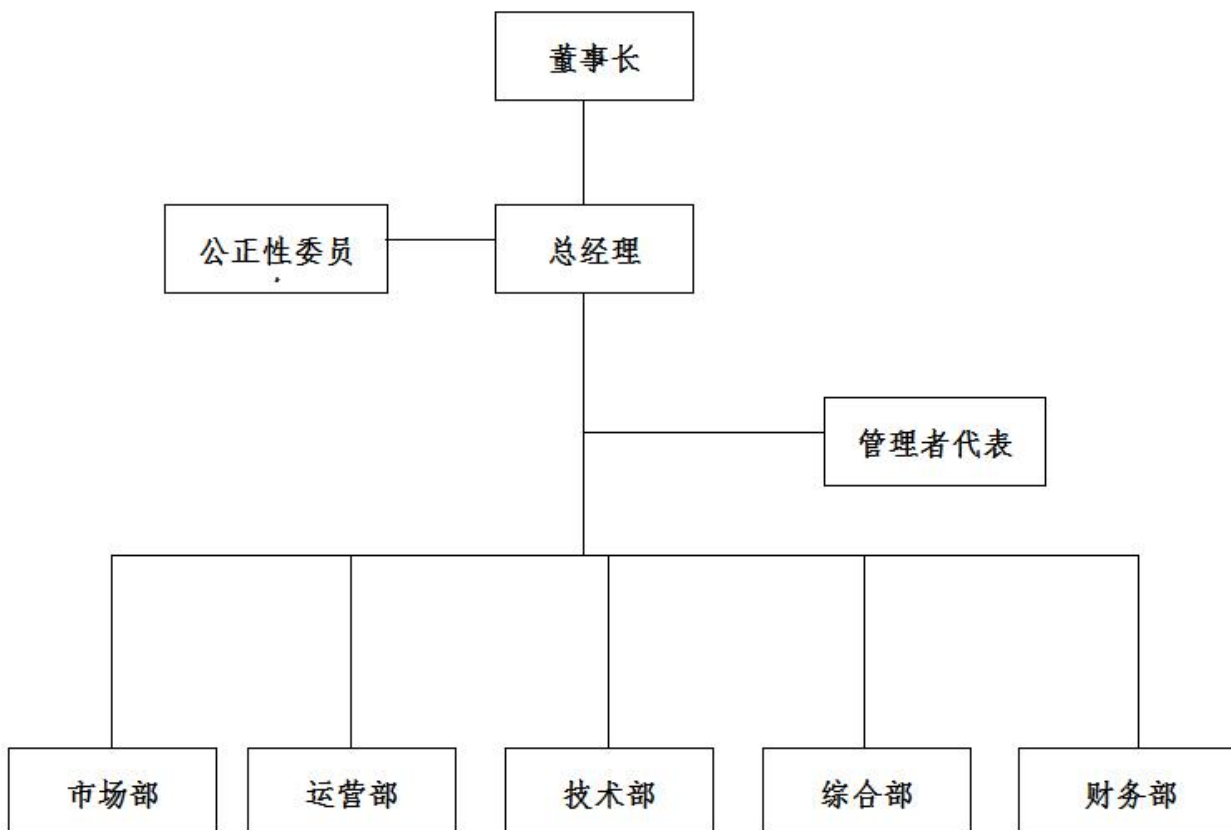 董事长
公正性委员
总经理
管理者代表
市场部
运营部
技术部
综合部
财务部